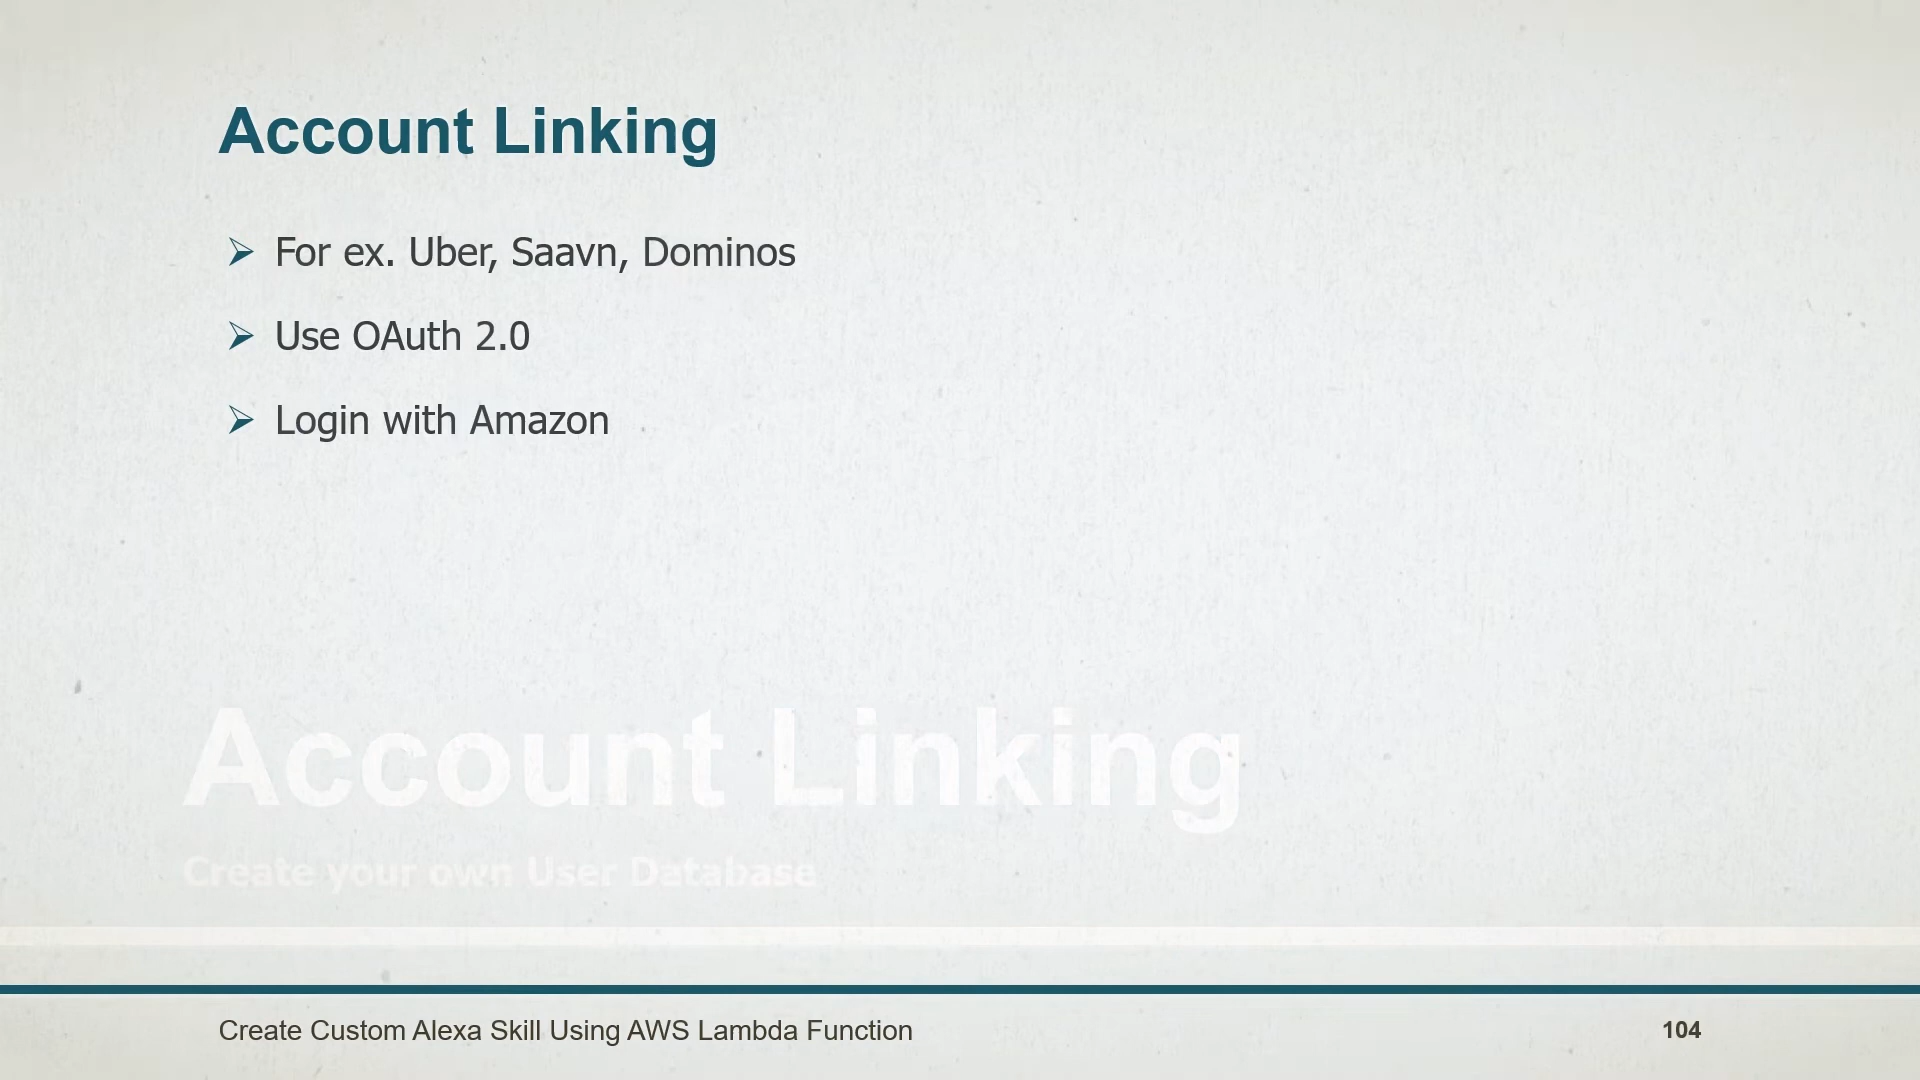 Account Linking
For ex. Uber, Saavn, Dominos
Use OAuth 2.0
Login with Amazon
Account Linking
Create your own User Database
Create Custom Alexa Skill Using AWS Lambda Function
104